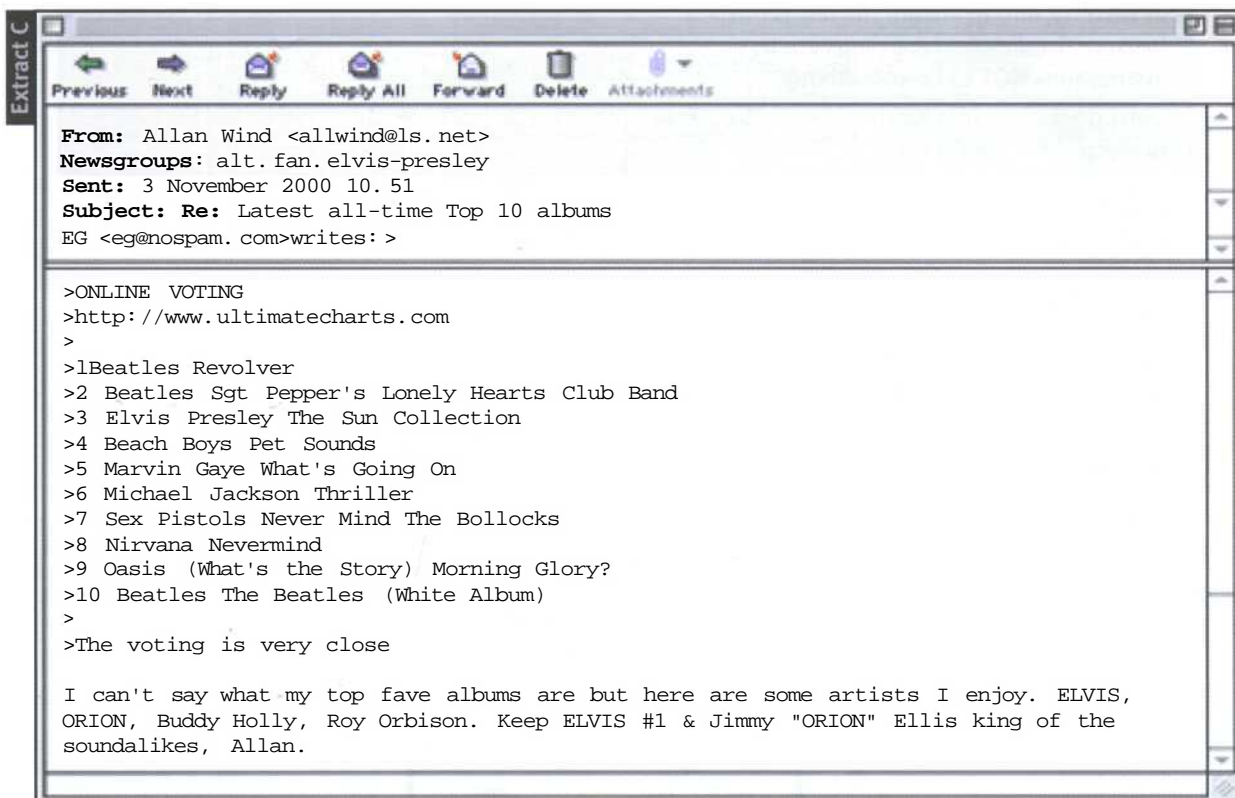 Extract C
Previous Next Reply Reply All Forward Delete Attachments
From: Allan Wind <allwind@ls.net>
Newsgroups: alt.fan.elvis-presley
Sent: 3 November 2000 10.51
Subject: Re: Latest all-time Top 10 albums
EG <eg@nospam.com>writes:>
>ONLINE VOTING
>http://www.ultimatecharts.com
>
>lBeatles Revolver
>2 Beatles Sgt Pepper's Lonely Hearts Club Band
>3 Elvis Presley The Sun Collection
>4 Beach Boys Pet Sounds
>5 Marvin Gaye What's Going On
>6 Michael Jackson Thriller
>7 Sex Pistols Never Mind The Bollocks
>8 Nirvana Nevermind
>9 Oasis (What's the Story) Morning Glory?
>10 Beatles The Beatles (White Album)
>
>The voting is very close
I can't say what my top fave albums are but here are some artists I enjoy. ELVIS,
ORION, Buddy Holly, Roy Orbison. Keep ELVIS #1 & Jimmy "ORION" Ellis king of the
soundalikes, Allan.